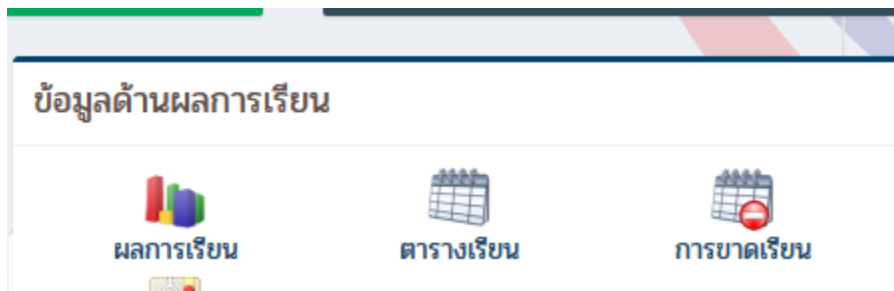 ข้อมูลด้านผลการเรียน
ผลการเรียน ตารางเรียน การขาดเรียน